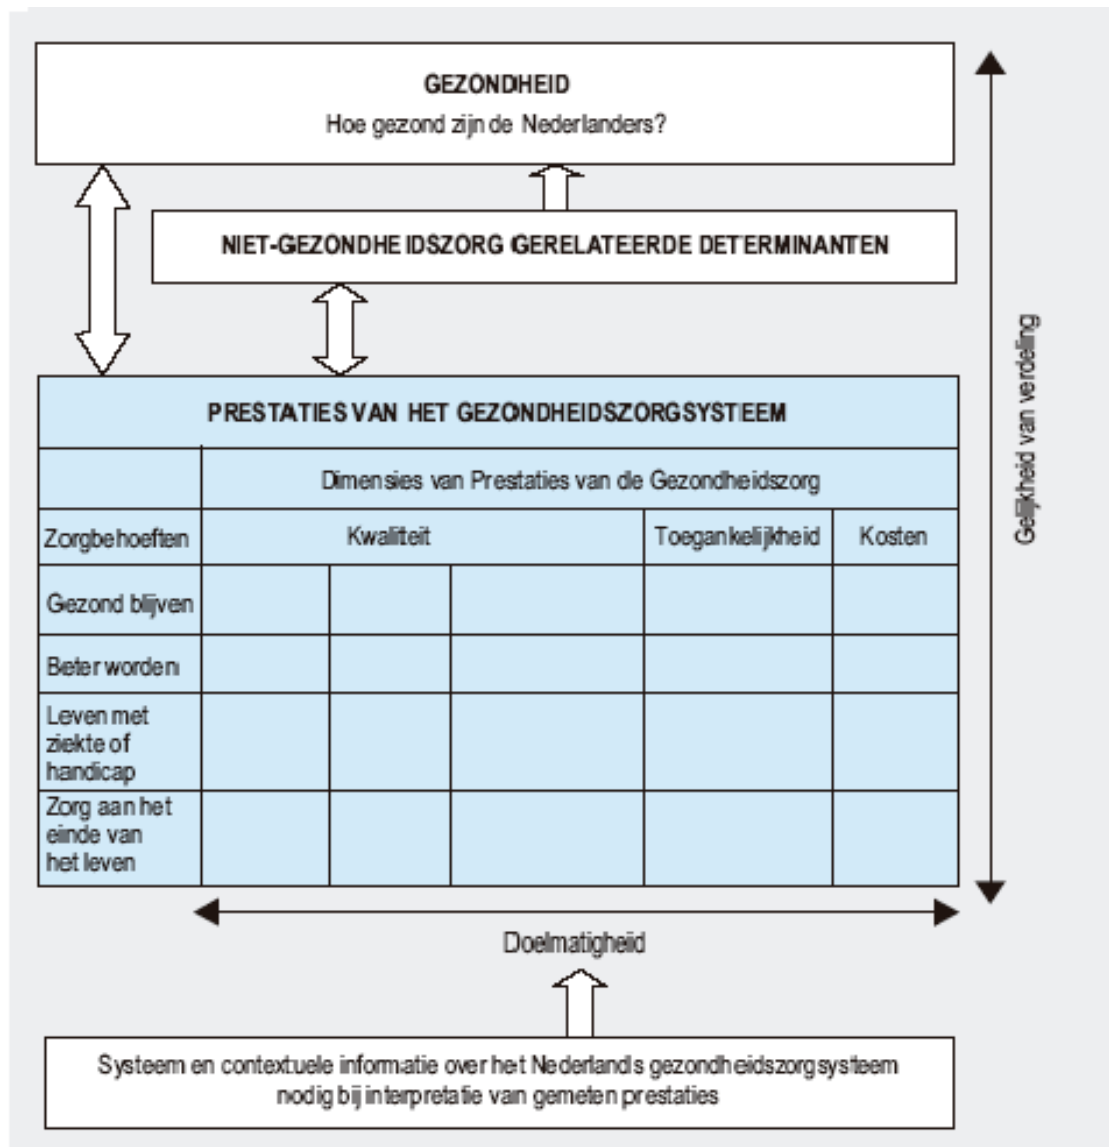 GEZONDHEID
Hoe gezond zijn de Nederlanders?
NIET-GEZONDHEIDSZORG GERELATEERDE DETERMINANTEN
PRESTATIES VAN HET GEZONDHEIDSZORGSYSTEEM
Dimensies van Prestaties van de Gezondheidszorg
Zorgbehoeften
Kwaliteit
Toegankelijkheid
Kosten
Gezond blijven
Beter worden
Leven met
ziekte of
handicap
Zorg aan het
einde van
het leven
Gelijkheid van verdeling
Doelmatigheid
Systeem en contextuele informatie over het Nederlands gezondheidszorgsysteem
nodig bij interpretatie van gemeten prestaties